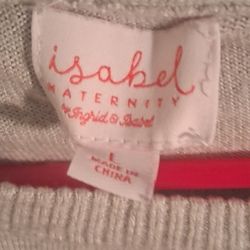 isabel
MATERNITY
by Ingrid & Isabel
L
MADE IN
CHINA